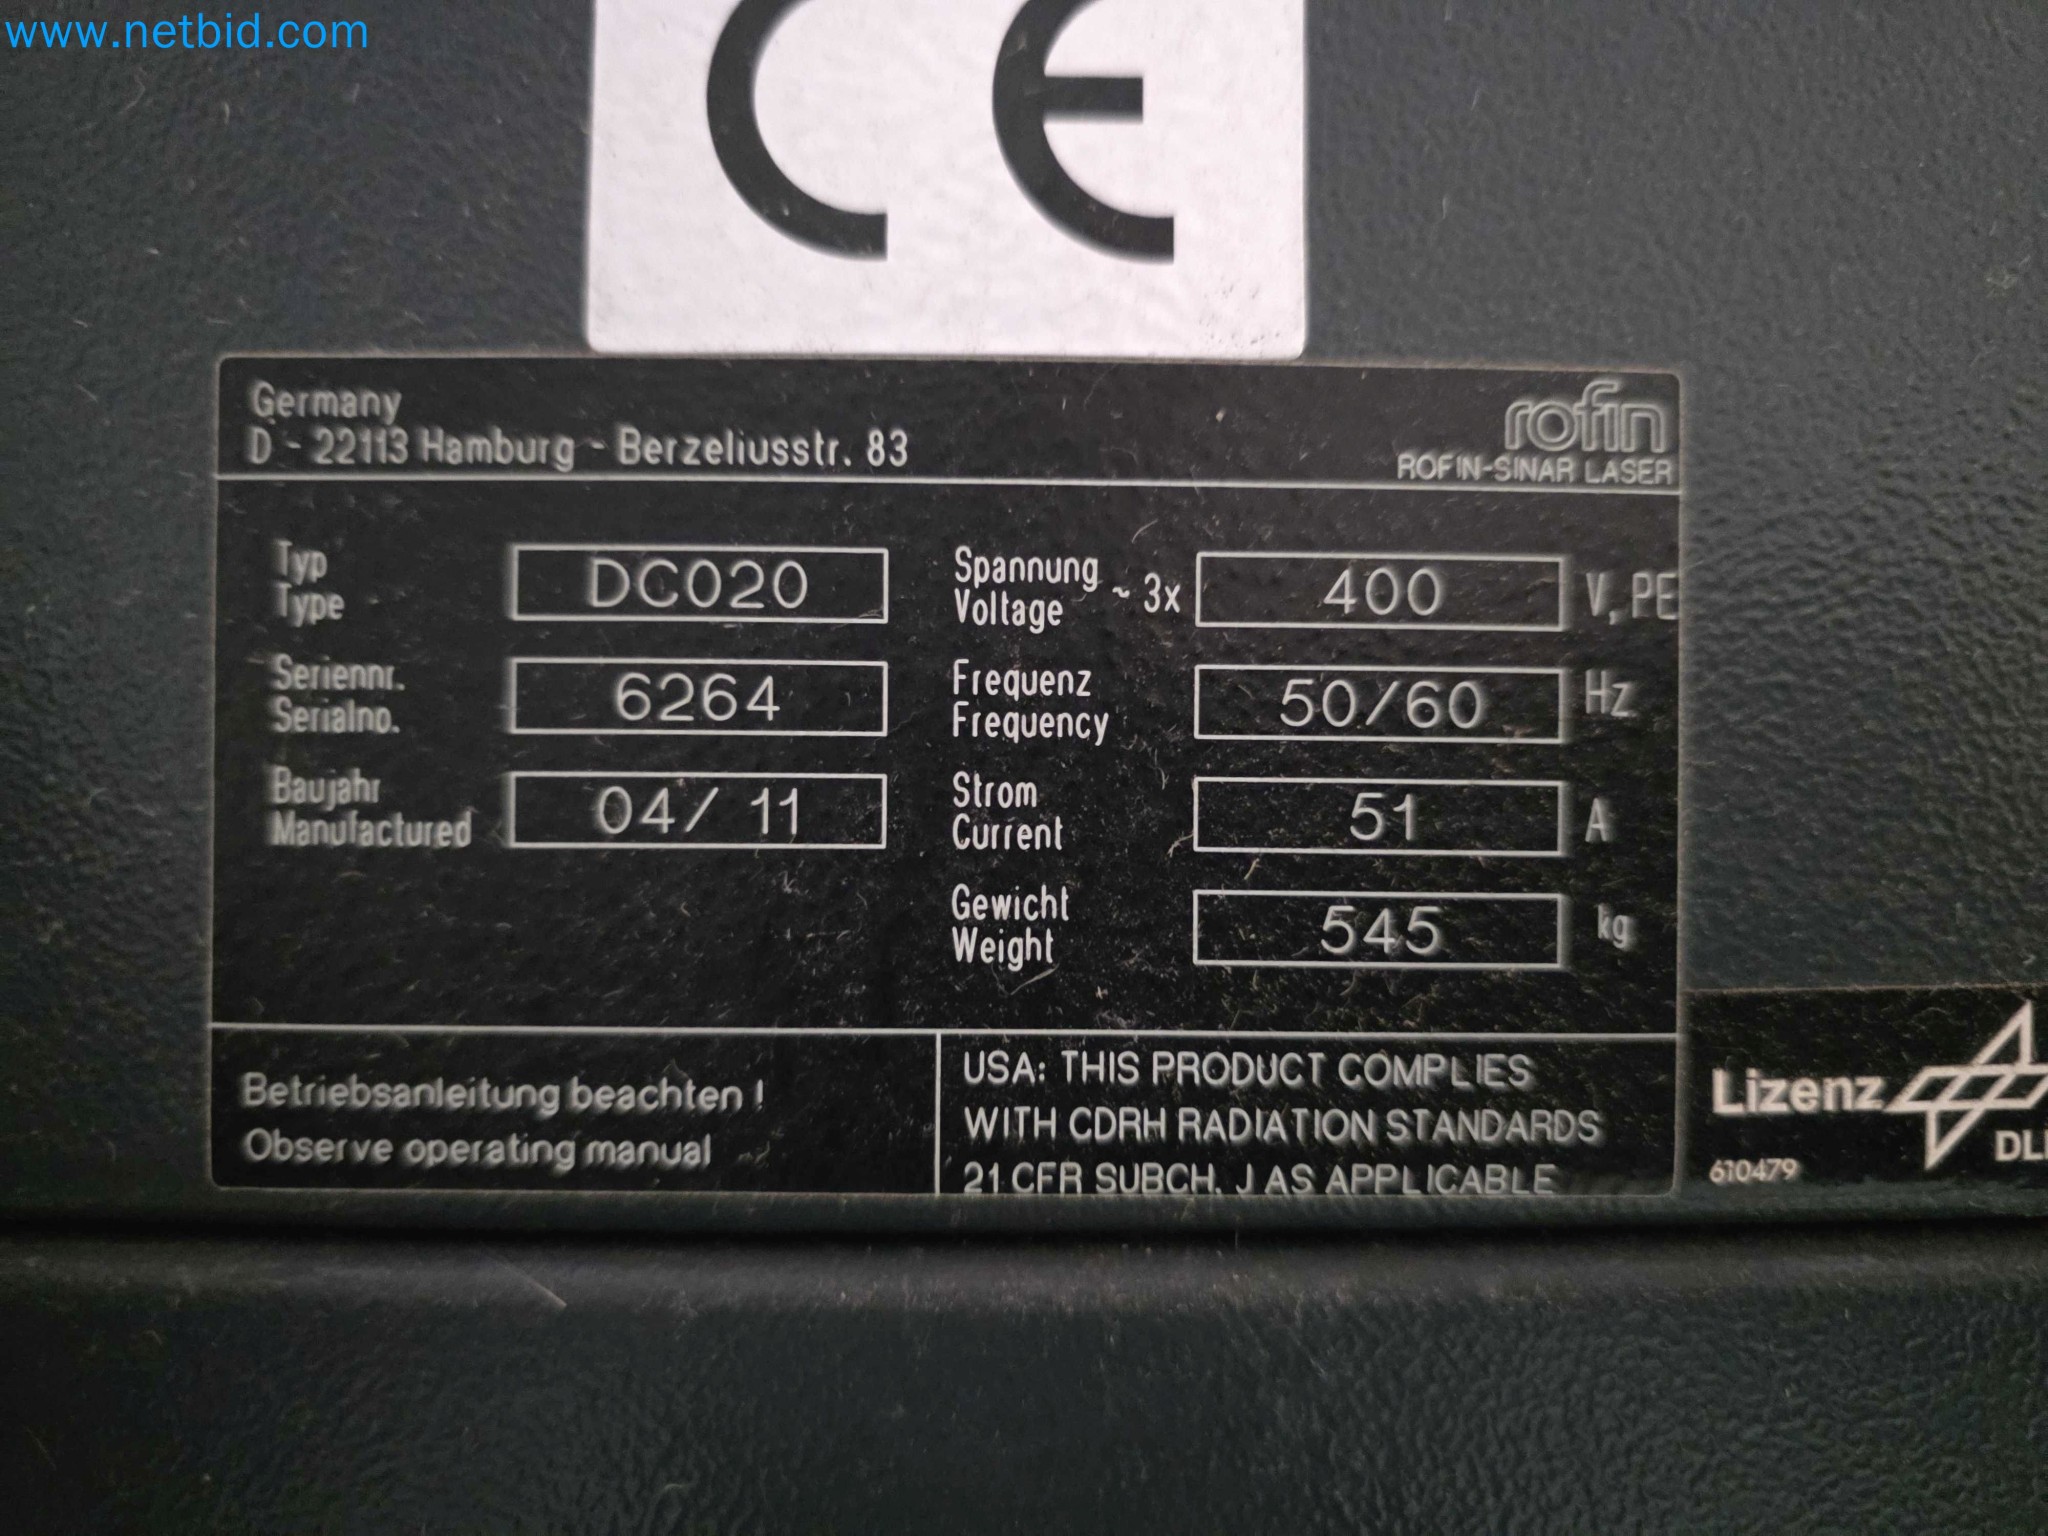 www.netbid.com
CE
Germany
D - 22113 Hamburg - Berzeliusstr. 83
rofin
ROFIN-SINAR LASER
Typ
Type
DC020
Seriennr.
Serialno.
6264
Baujahr
Manufactured
04/ 11
Spannung
Voltage
~ 3x
400
V, PE
Frequenz
Frequency
50/60
Hz
Strom
Current
51
A
Gewicht
Weight
545
kg
Betriebsanleitung beachten !
Observe operating manual
USA: THIS PRODUCT COMPLIES
WITH CDRH RADIATION STANDARDS
21 CFR SUBCH. J AS APPLICABLE
Lizenz
610479